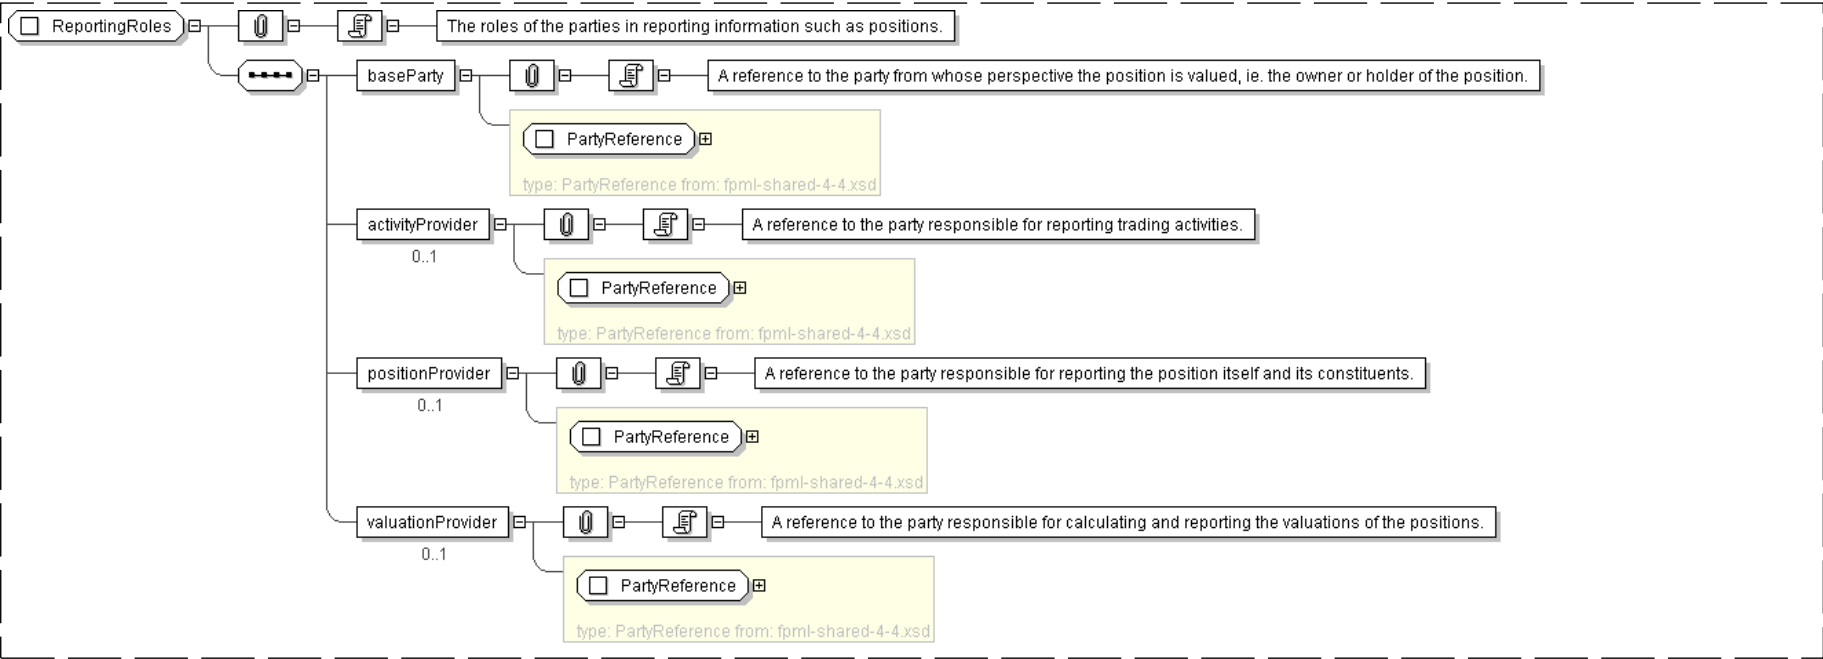 ReportingRoles
The roles of the parties in reporting information such as positions.
baseParty
A reference to the party from whose perspective the position is valued, ie. the owner or holder of the position.
PartyReference
type: PartyReference from: fpml-shared-4-4.xsd
activityProvider
A reference to the party responsible for reporting trading activities.
0..1
PartyReference
type: PartyReference from: fpml-shared-4-4.xsd
positionProvider
A reference to the party responsible for reporting the position itself and its constituents.
0..1
PartyReference
type: PartyReference from: fpml-shared-4-4.xsd
valuationProvider
A reference to the party responsible for calculating and reporting the valuations of the positions.
0..1
PartyReference
type: PartyReference from: fpml-shared-4-4.xsd